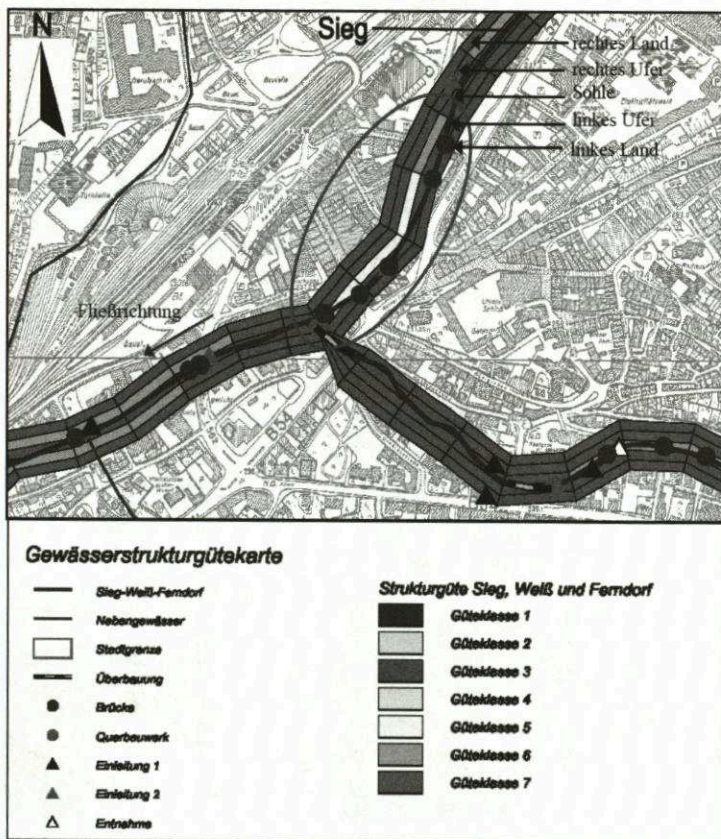 N
Sieg
rechtes Land
rechtes Ufer
Sohle
linkes Ufer
linkes Land
Fließrichtung
B54
Gewässerstrukturgütekarte
Sieg-Weiß-Ferndorf
Nebengewässer
Stadtgrenze
Überbauung
Brücke
Querbauwerk
Einleitung 1
Einleitung 2
Entnahme
Strukturgüte Sieg, Weiß und Ferndorf
Güteklasse 1
Güteklasse 2
Güteklasse 3
Güteklasse 4
Güteklasse 5
Güteklasse 6
Güteklasse 7